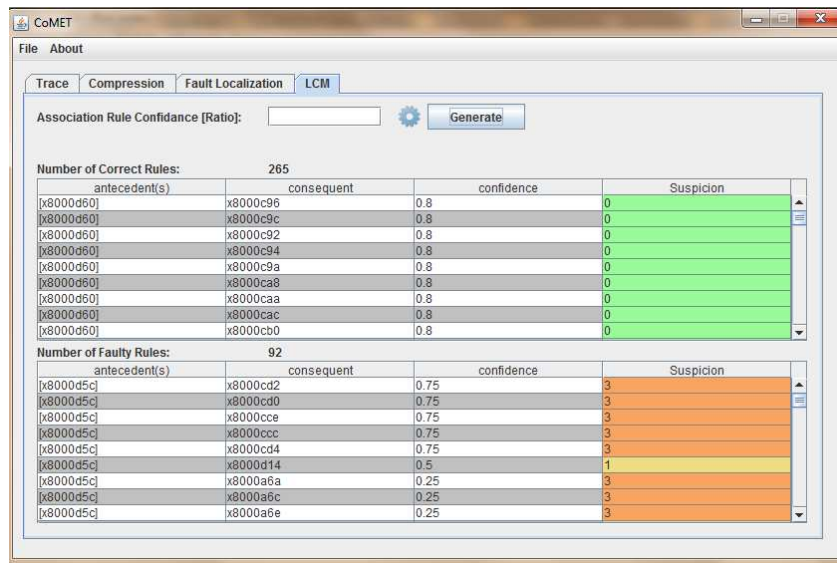 CoMET
File About
Trace Compression Fault Localization LCM
Association Rule Confidance [Ratio]: Generate
Number of Correct Rules: 265
antecedent(s) consequent confidence Suspicion
[x8000d60] x8000c96 0.8 0
[x8000d60] x8000c9c 0.8 0
[x8000d60] x8000c92 0.8 0
[x8000d60] x8000c94 0.8 0
[x8000d60] x8000c9a 0.8 0
[x8000d60] x8000ca8 0.8 0
[x8000d60] x8000caa 0.8 0
[x8000d60] x8000cac 0.8 0
[x8000d60] x8000cb0 0.8 0
Number of Faulty Rules: 92
antecedent(s) consequent confidence Suspicion
[x8000d5c] x8000cd2 0.75 3
[x8000d5c] x8000cd0 0.75 3
[x8000d5c] x8000cce 0.75 3
[x8000d5c] x8000ccc 0.75 3
[x8000d5c] x8000cd4 0.75 3
[x8000d5c] x8000d14 0.5 1
[x8000d5c] x8000a6a 0.25 3
[x8000d5c] x8000a6c 0.25 3
[x8000d5c] x8000a6e 0.25 3